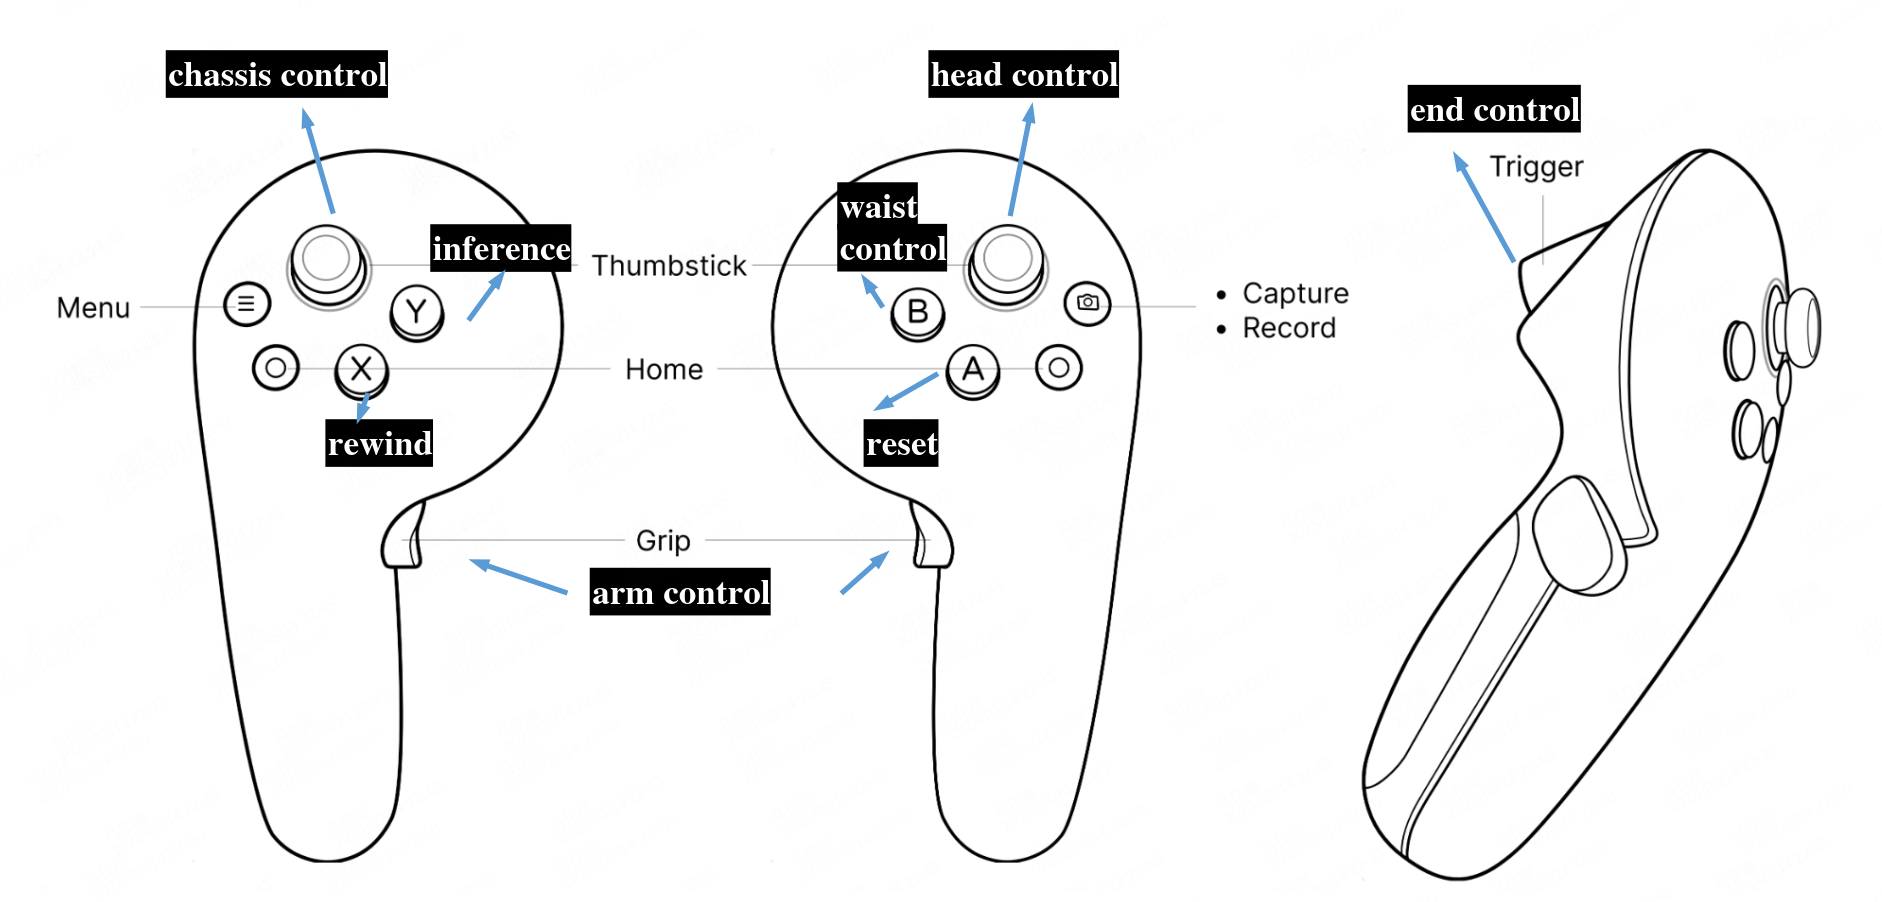 chassis control
head control
end control
Trigger
waist
control
inference
Thumbstick
Menu
Y
B
• Capture
• Record
X
Home
A
rewind
reset
Grip
arm control